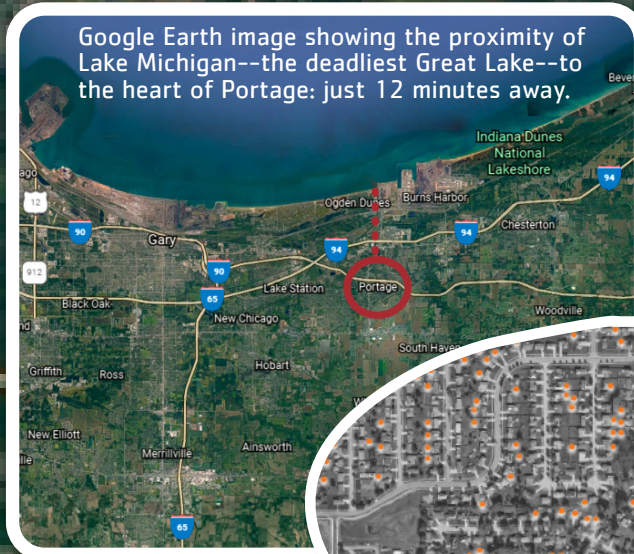 Google Earth image showing the proximity of
Lake Michigan--the deadliest Great Lake--to
the heart of Portage: just 12 minutes away.
Indiana Dunes
National
Lakeshore
94
12
Ogden Dunes
Burns Harbor
90
Gary
94
94
Chesterton
912
90
Lake Station
Portage
Black Oak
65
New Chicago
Woodville
Griffith
Ross
Hobart
New Elliott
Merrillville
Ainsworth
65